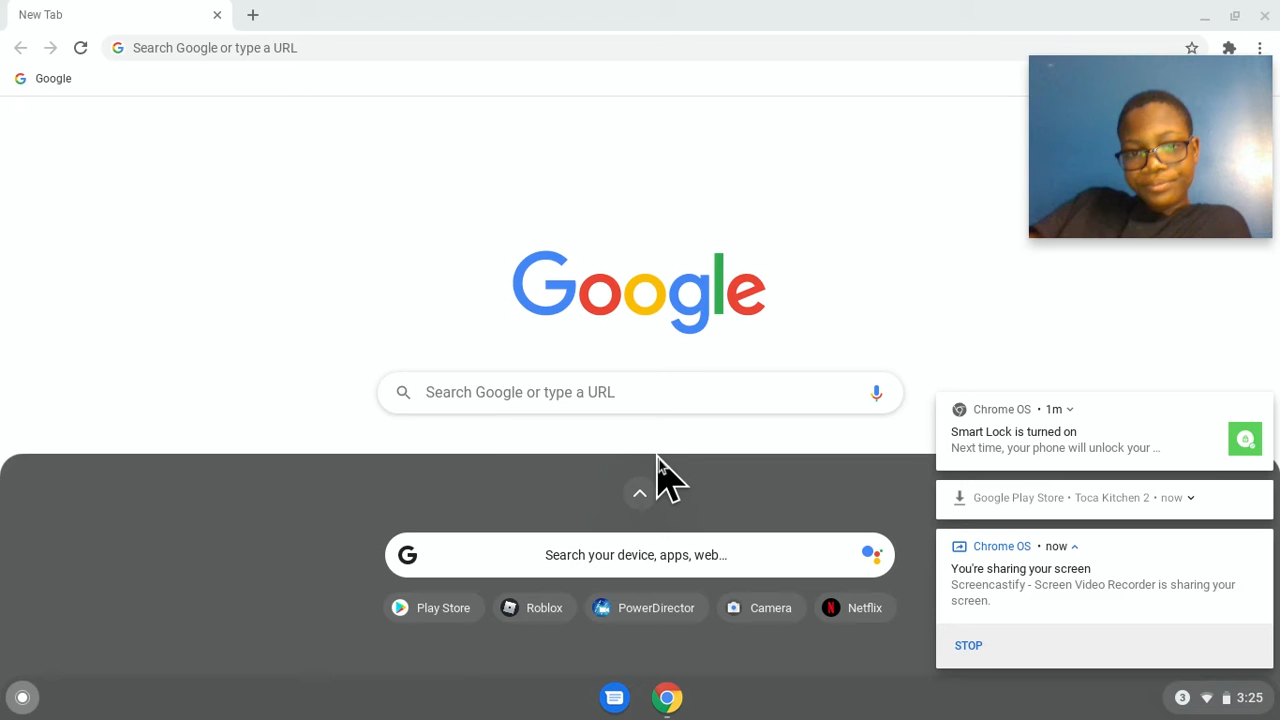 New Tab
Search Google or type a URL
Google
Google
Search Google or type a URL
Chrome OS • 1m
Smart Lock is turned on
Next time, your phone will unlock your …
Google Play Store • Toca Kitchen 2 • now
Chrome OS • now
You're sharing your screen
Screencastify - Screen Video Recorder is sharing your
screen.
STOP
Search your device, apps, web…
Play Store
Roblox
PowerDirector
Camera
Netflix
3
3:25